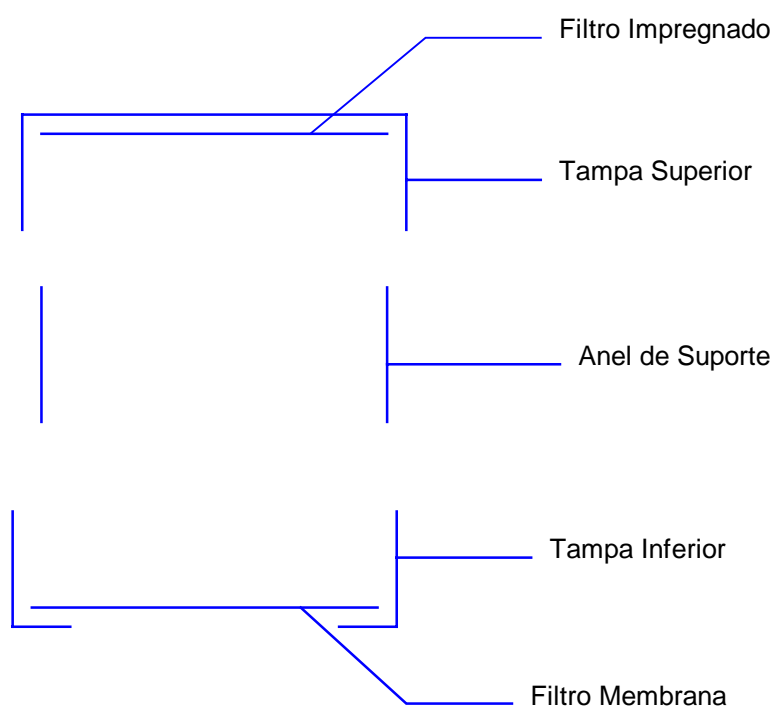 Filtro Impregnado
Tampa Superior
Anel de Suporte
Tampa Inferior
Filtro Membrana